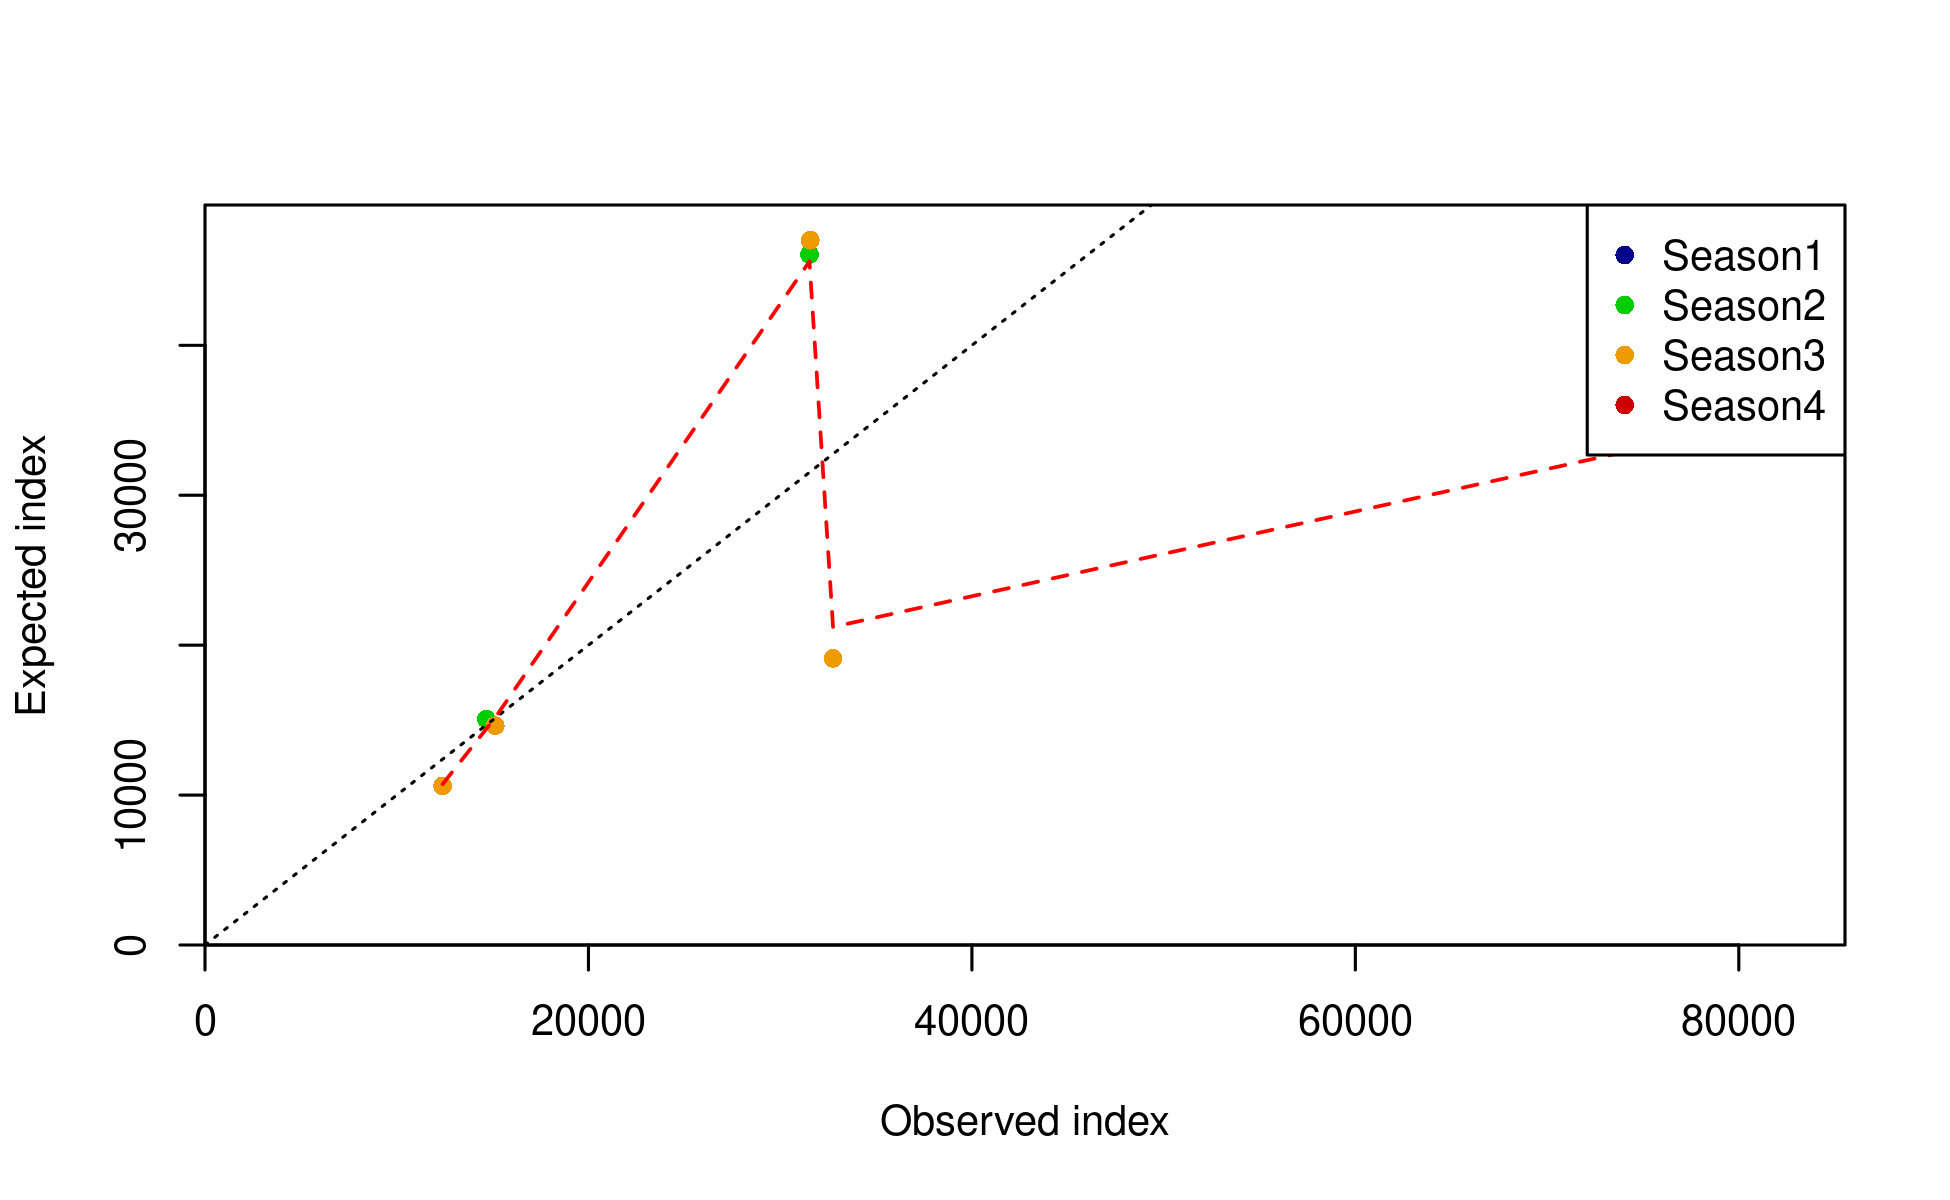 Season1
Season2
Season3
Season4
Expected index
30000
10000
0
0
20000
40000
60000
80000
Observed index